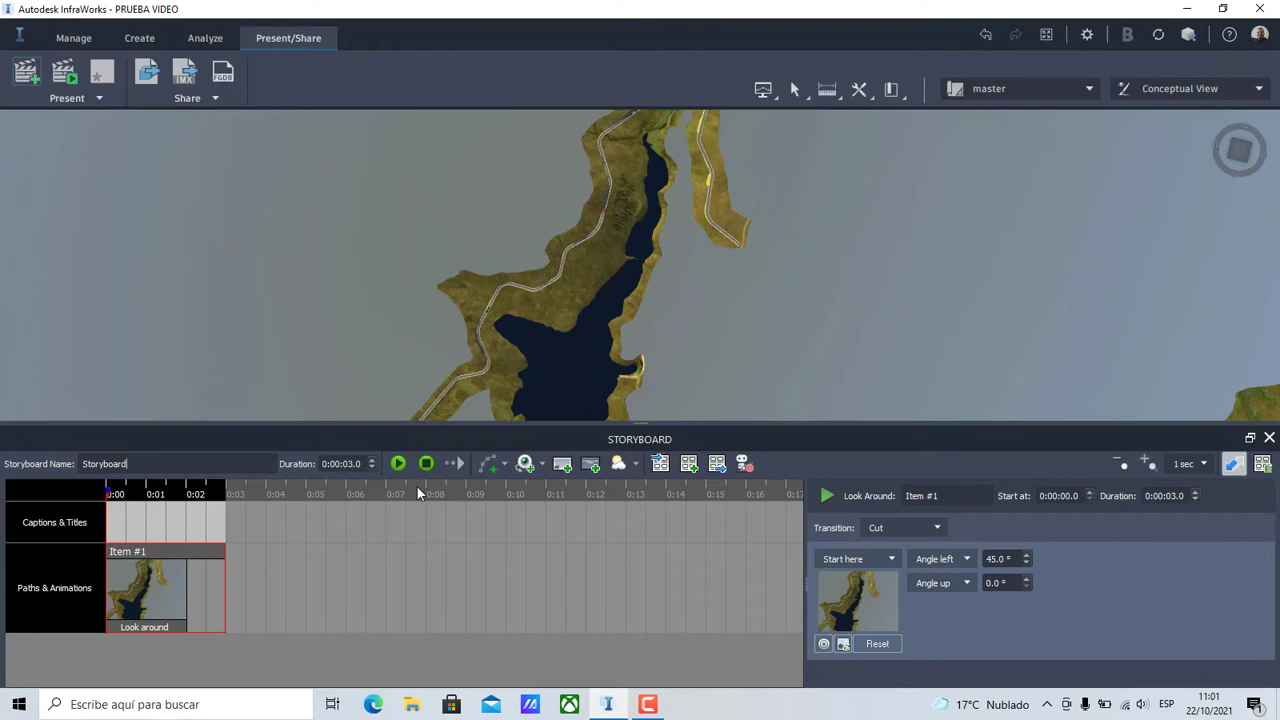 Autodesk InfraWorks - PRUEBA VIDEO
Manage
Create
Analyze
Present/Share
IMX
FGDB
Present
Share
master
Conceptual View
STORYBOARD
Storyboard Name:
Storyboard
Duration:
0:00:03.0
1 sec
0:00
0:01
0:02
0:03
0:04
0:05
0:06
0:07
0:08
0:09
0:10
0:11
0:12
0:13
0:14
0:15
0:16
0:17
Look Around:
Item #1
Start at:
0:00:00.0
Duration:
0:00:03.0
Captions & Titles
Transition:
Cut
Item #1
Start here
Angle left
45.0 °
Paths & Animations
Angle up
0.0 °
Look around
Reset
Escribe aquí para buscar
17°C Nublado
ESP
11:01
22/10/2021
1